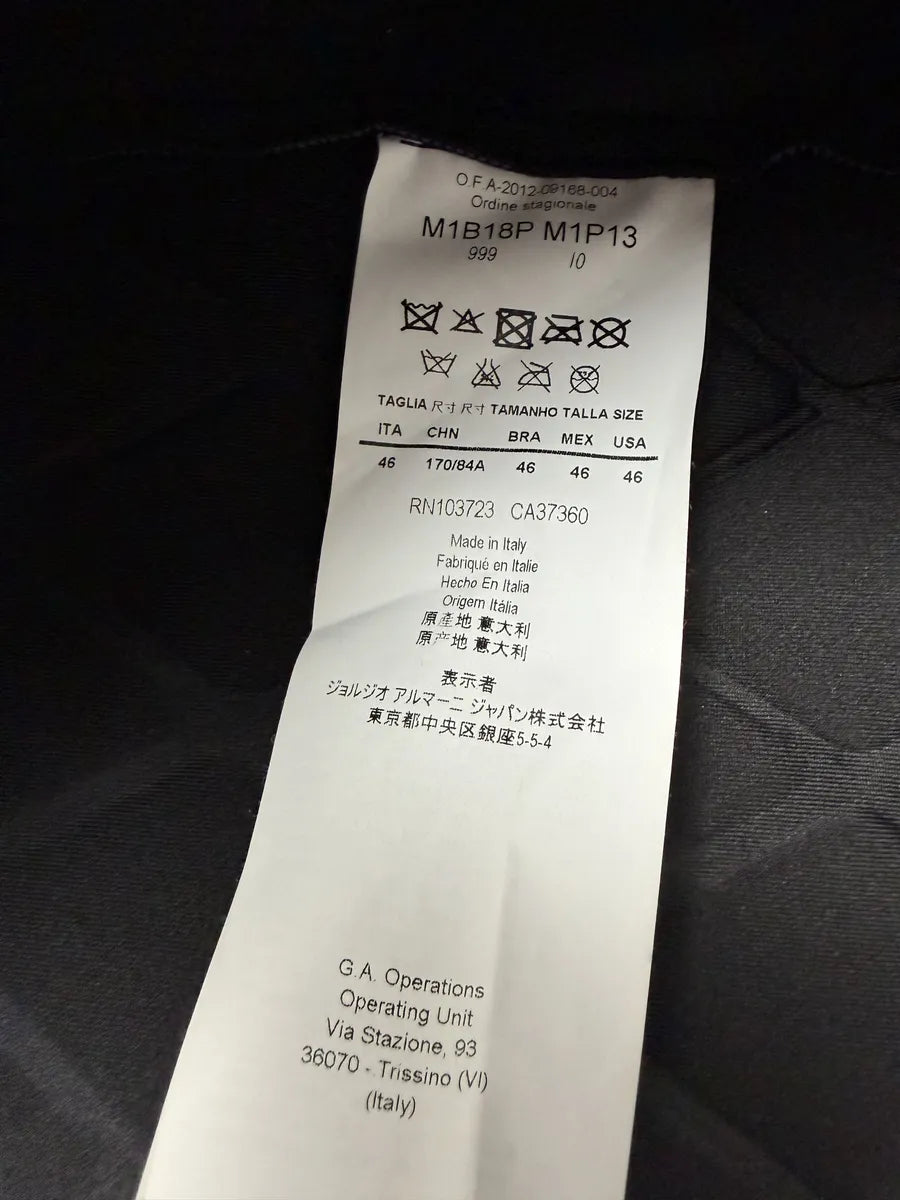 O.F.A-2012-09168-004
Ordine stagionale
M1B18P M1P13
999 10
TAGLIA 尺寸 尺寸 TAMANHO TALLA SIZE
ITA CHN BRA MEX USA
46 170/84A 46 46 46
RN103723 CA37360
Made in Italy
Fabriqué en Italie
Hecho En Italia
Origem Itália
原產地 意大利
原产地 意大利
表示者
ジョルジオ アルマーニ ジャパン株式会社
東京都中央区銀座5-5-4
G.A. Operations
Operating Unit
Via Stazione, 93
36070 - Trissino (VI)
(Italy)